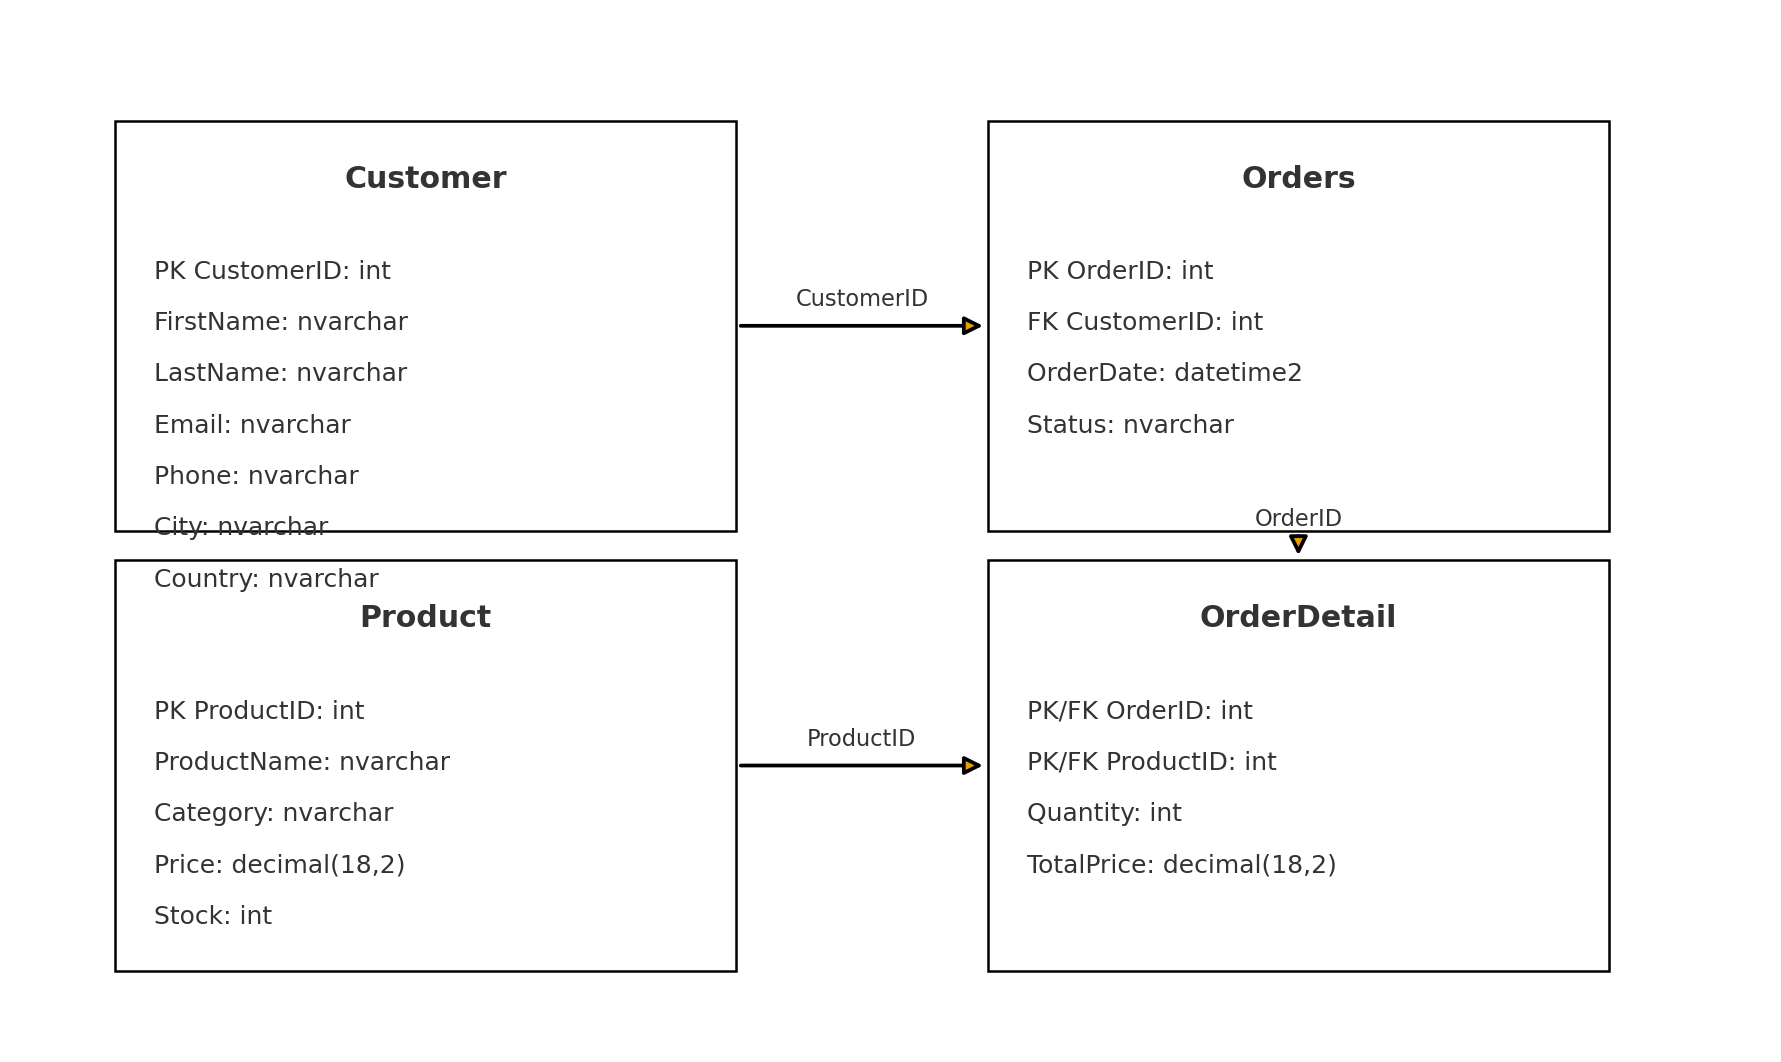 Customer
PK CustomerID: int
FirstName: nvarchar
LastName: nvarchar
Email: nvarchar
Phone: nvarchar
City: nvarchar
Country: nvarchar
CustomerID
Orders
PK OrderID: int
FK CustomerID: int
OrderDate: datetime2
Status: nvarchar
OrderID
Product
PK ProductID: int
ProductName: nvarchar
Category: nvarchar
Price: decimal(18,2)
Stock: int
ProductID
OrderDetail
PK/FK OrderID: int
PK/FK ProductID: int
Quantity: int
TotalPrice: decimal(18,2)